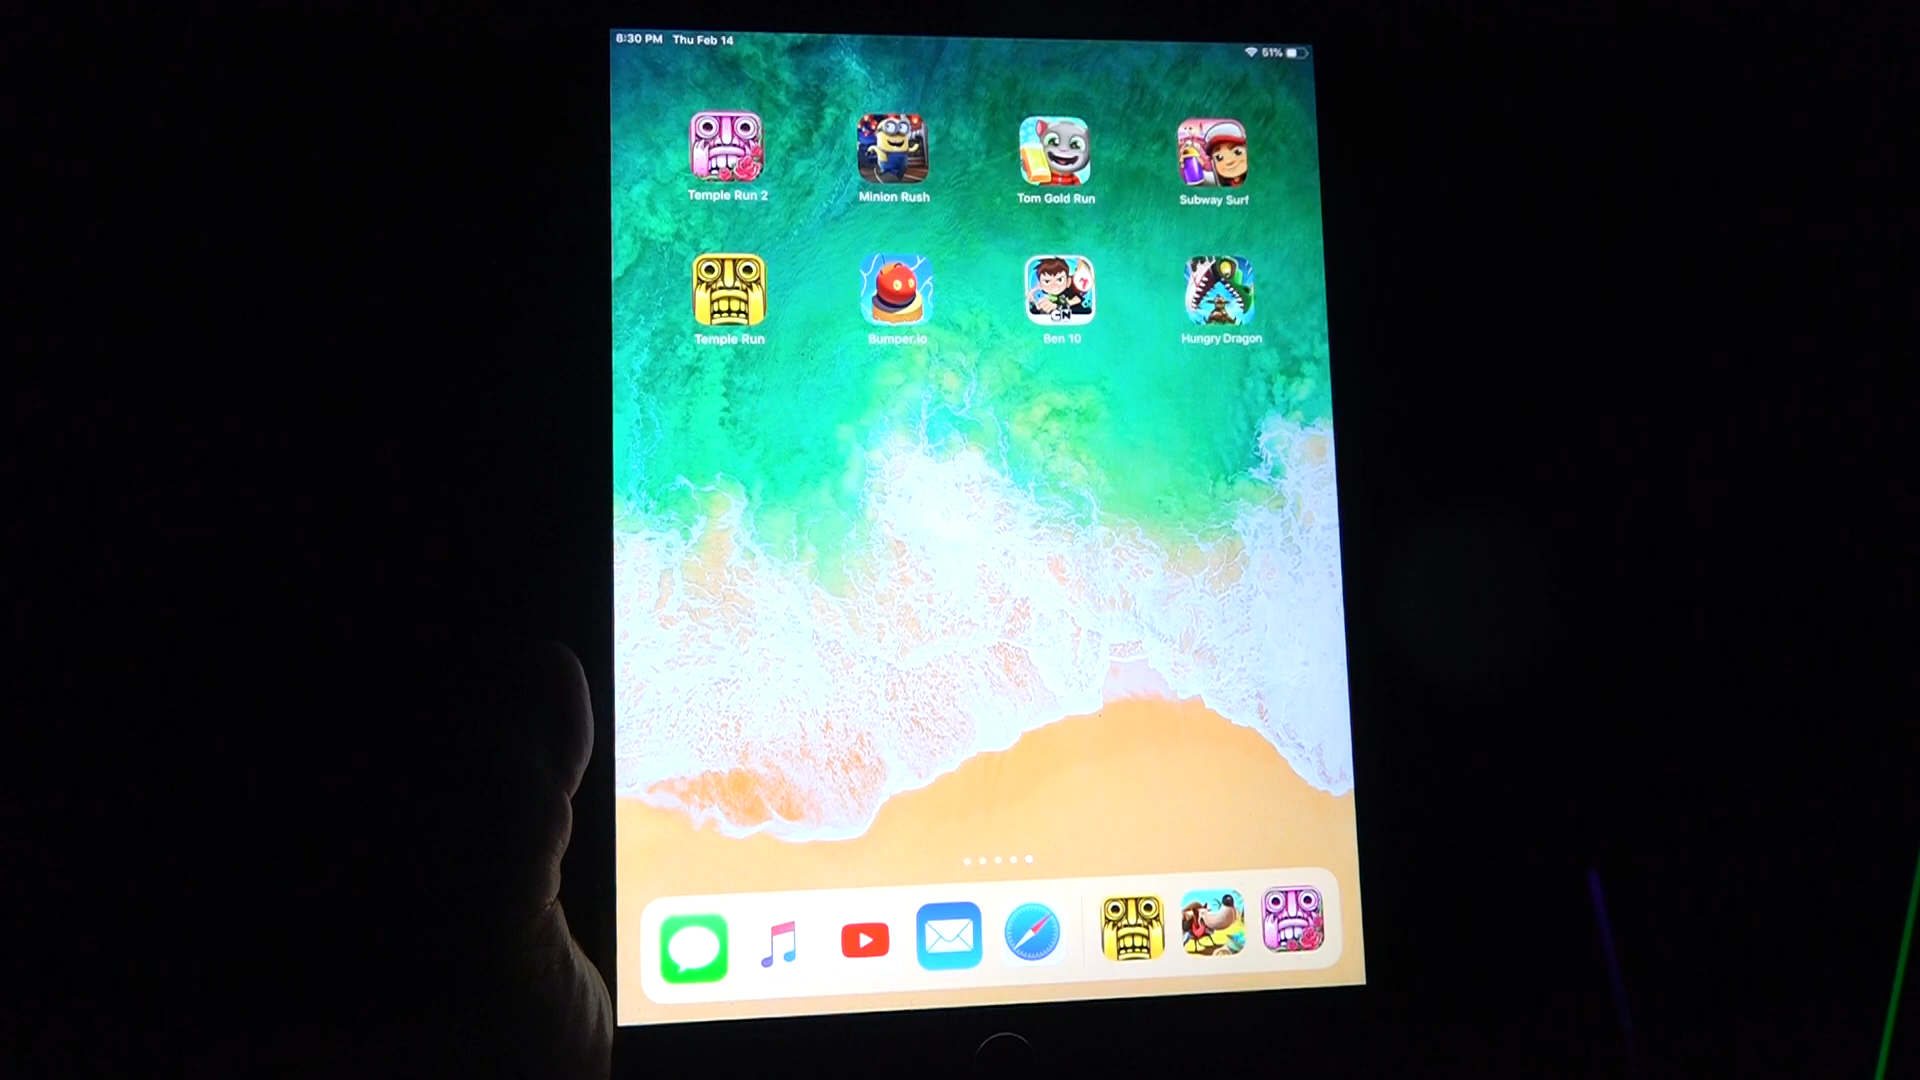 8:30 PM Thu Feb 14
51%
Temple Run 2
Minion Rush
Tom Gold Run
Subway Surf
Temple Run
Bumper.io
Ben 10
Hungry Dragon
CN